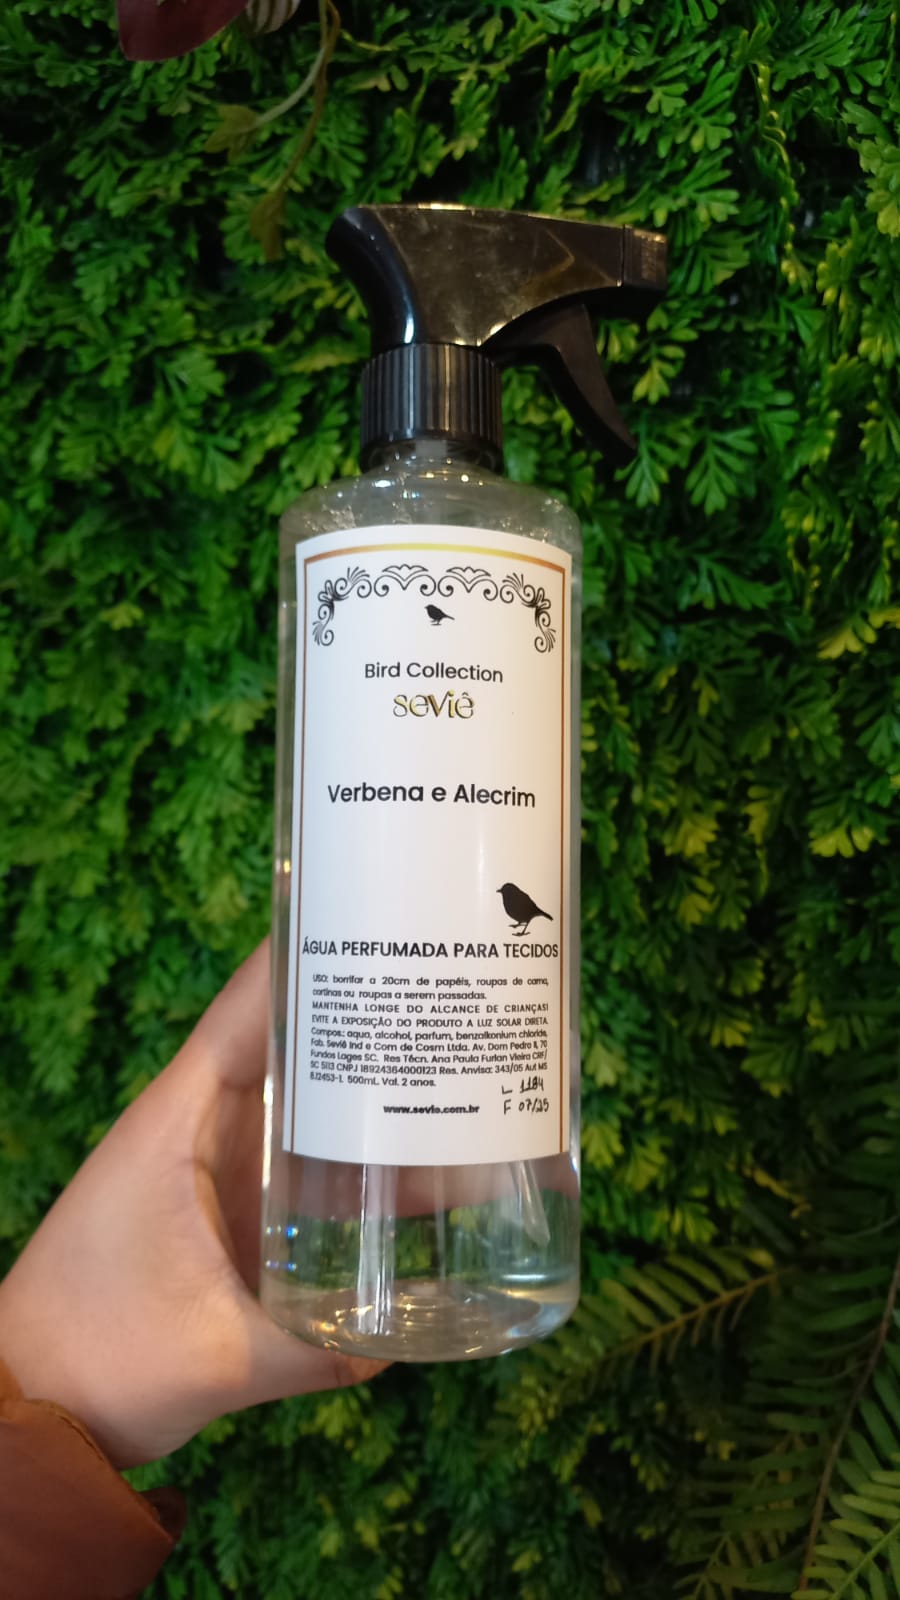 Bird Collection
seviê
Verbena e Alecrim
ÁGUA PERFUMADA PARA TECIDOS
USO: borrifar a 20cm de papéis, roupas de cama,
cortinas ou roupas a serem passadas.
MANTENHA LONGE DO ALCANCE DE CRIANÇAS!
EVITE A EXPOSIÇÃO DO PRODUTO A LUZ SOLAR DIRETA.
Compos.: aqua, alcohol, parfum, benzalkonium chloride.
Fab. Seviê Ind e Com de Cosm Ltda. Av. Dom Pedro II, 70
Fundos Lages SC. Res Técn. Ana Paula Furlan Vieira CRF/
SC 5113 CNPJ 18924364000123 Res. Anvisa: 343/05 Aut MS
500mL. Val. 2 anos.
L 1184
F 07/25
www.sevie.com.br